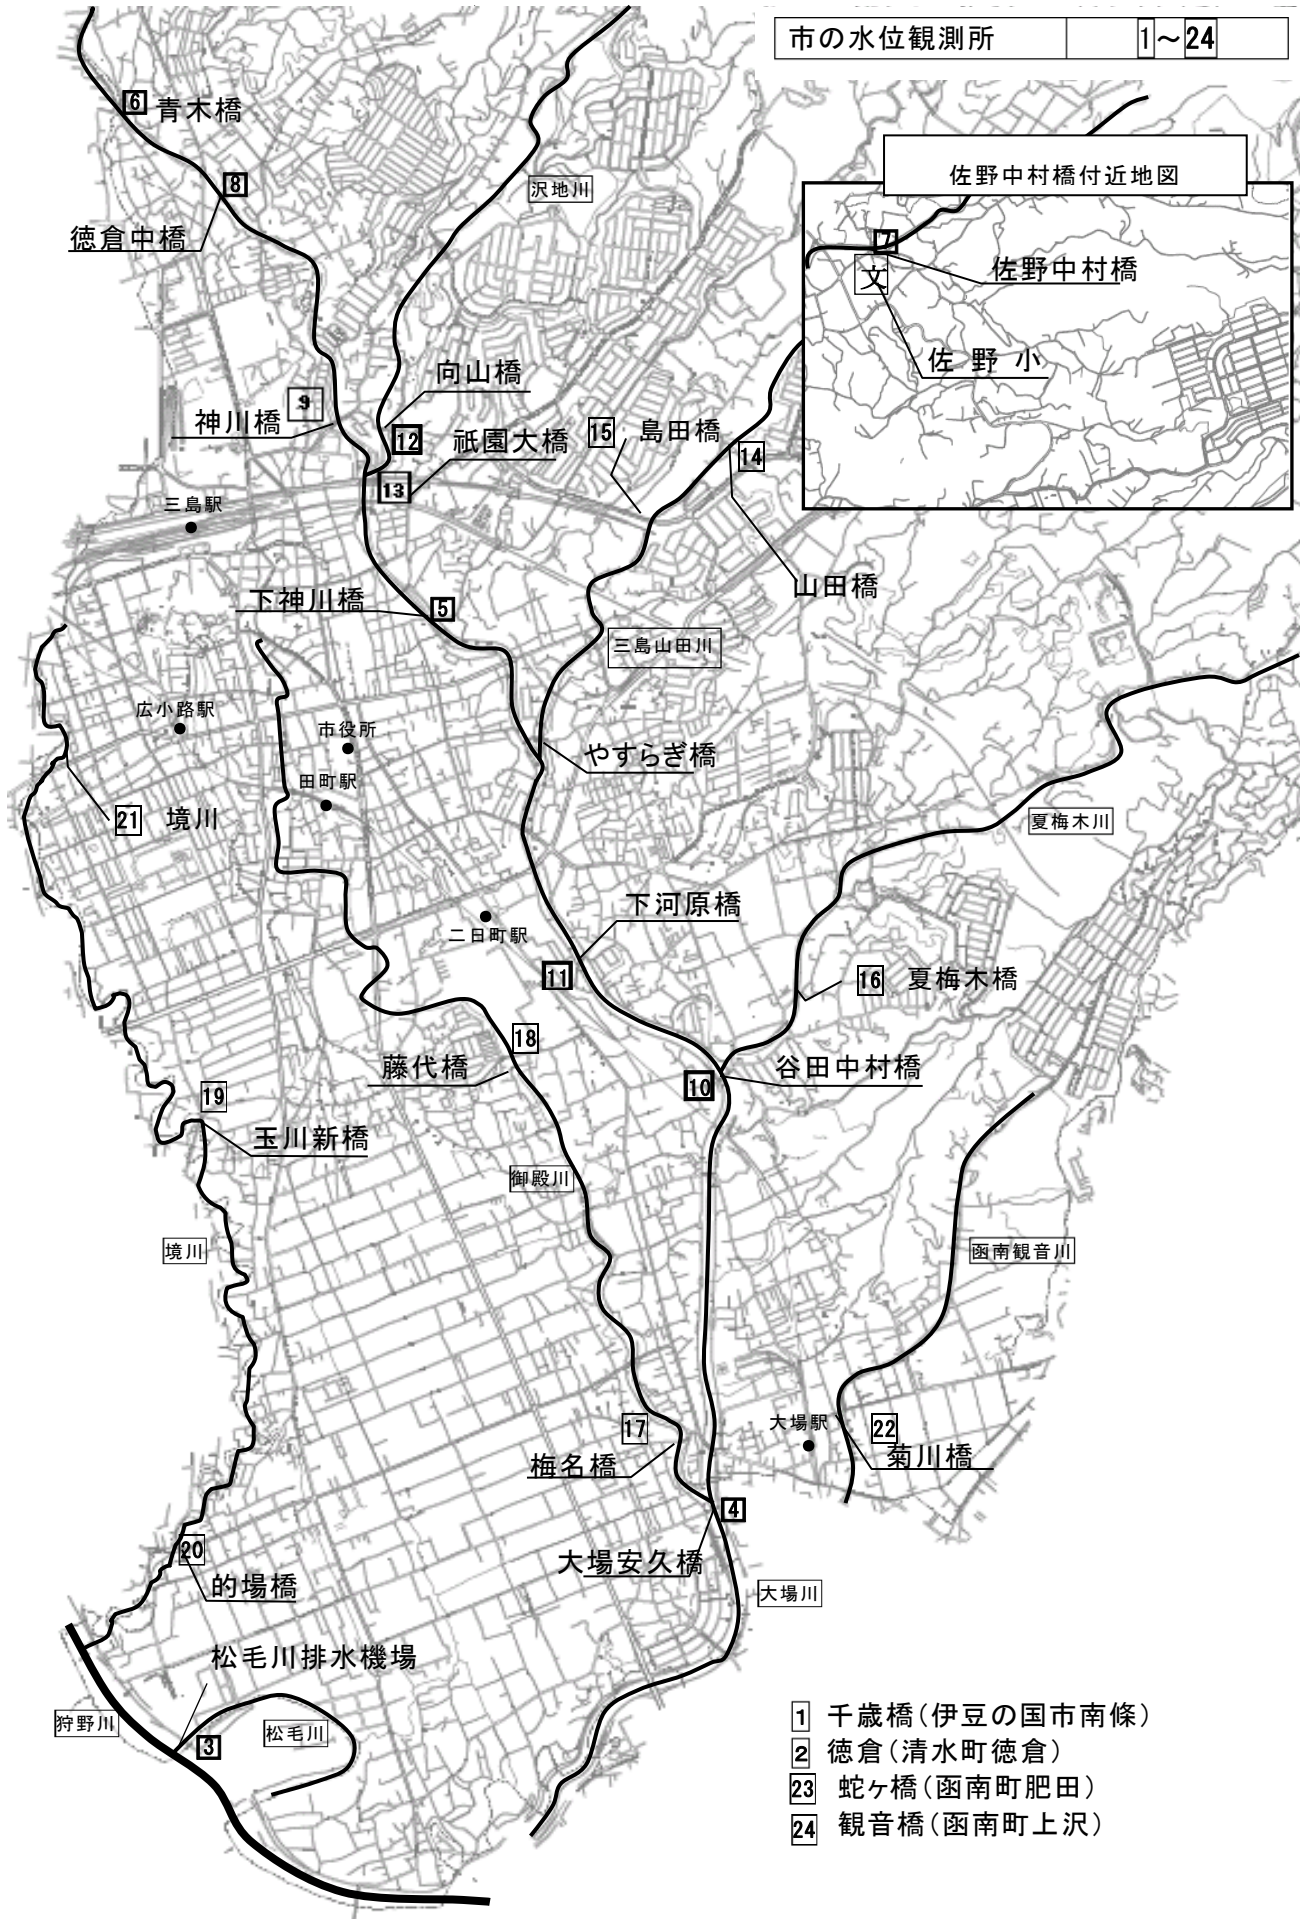 市の水位観測所 1～24
6 青木橋
8
徳倉中橋
沢地川
佐野中村橋付近地図
7
文
佐野中村橋
佐野小
向山橋
9
神川橋
12
祇園大橋
13
15 島田橋
14
三島駅
山田橋
下神川橋
5
三島山田川
広小路駅
市役所
やすらぎ橋
田町駅
21 境川
夏梅木川
下河原橋
二日町駅
11
16 夏梅木橋
18
藤代橋
谷田中村橋
10
19
玉川新橋
御殿川
境川
函南観音川
17
大場駅
22
菊川橋
梅名橋
4
20
大場安久橋
的場橋
大場川
松毛川排水機場
狩野川
3
松毛川
1 千歳橋(伊豆の国市南條)
2 徳倉(清水町徳倉)
23 蛇ヶ橋(函南町肥田)
24 観音橋(函南町上沢)